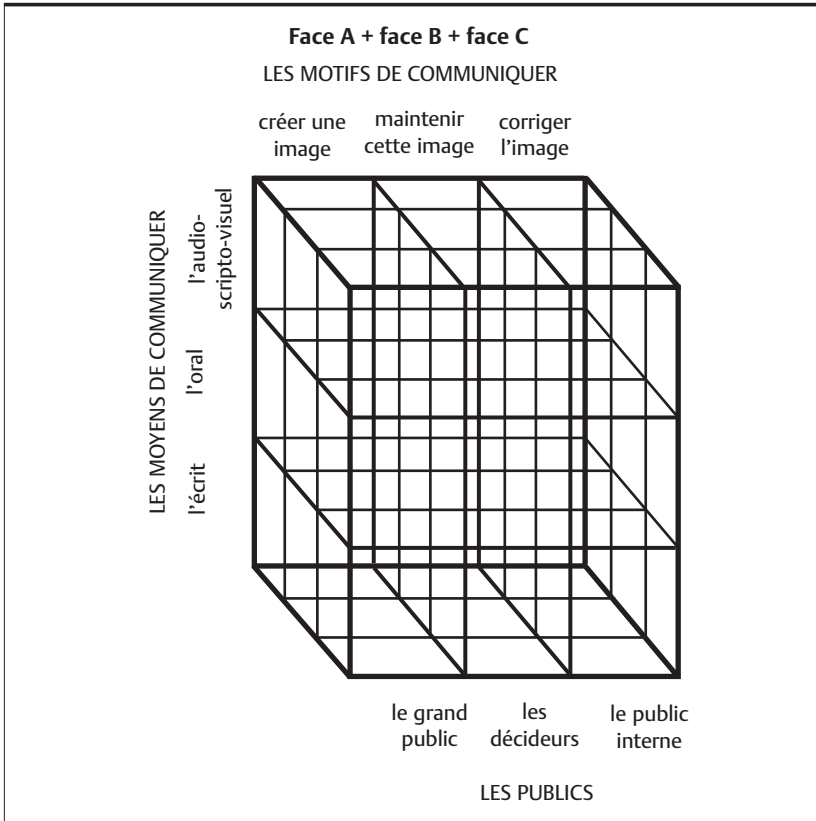 Face A + face B + face C
LES MOTIFS DE COMMUNIQUER
créer une
image
maintenir
cette image
corriger
l'image
LES MOYENS DE COMMUNIQUER
l'audio-
scripto-visuel
l'oral
l'écrit
le grand
public
les
décideurs
le public
interne
LES PUBLICS